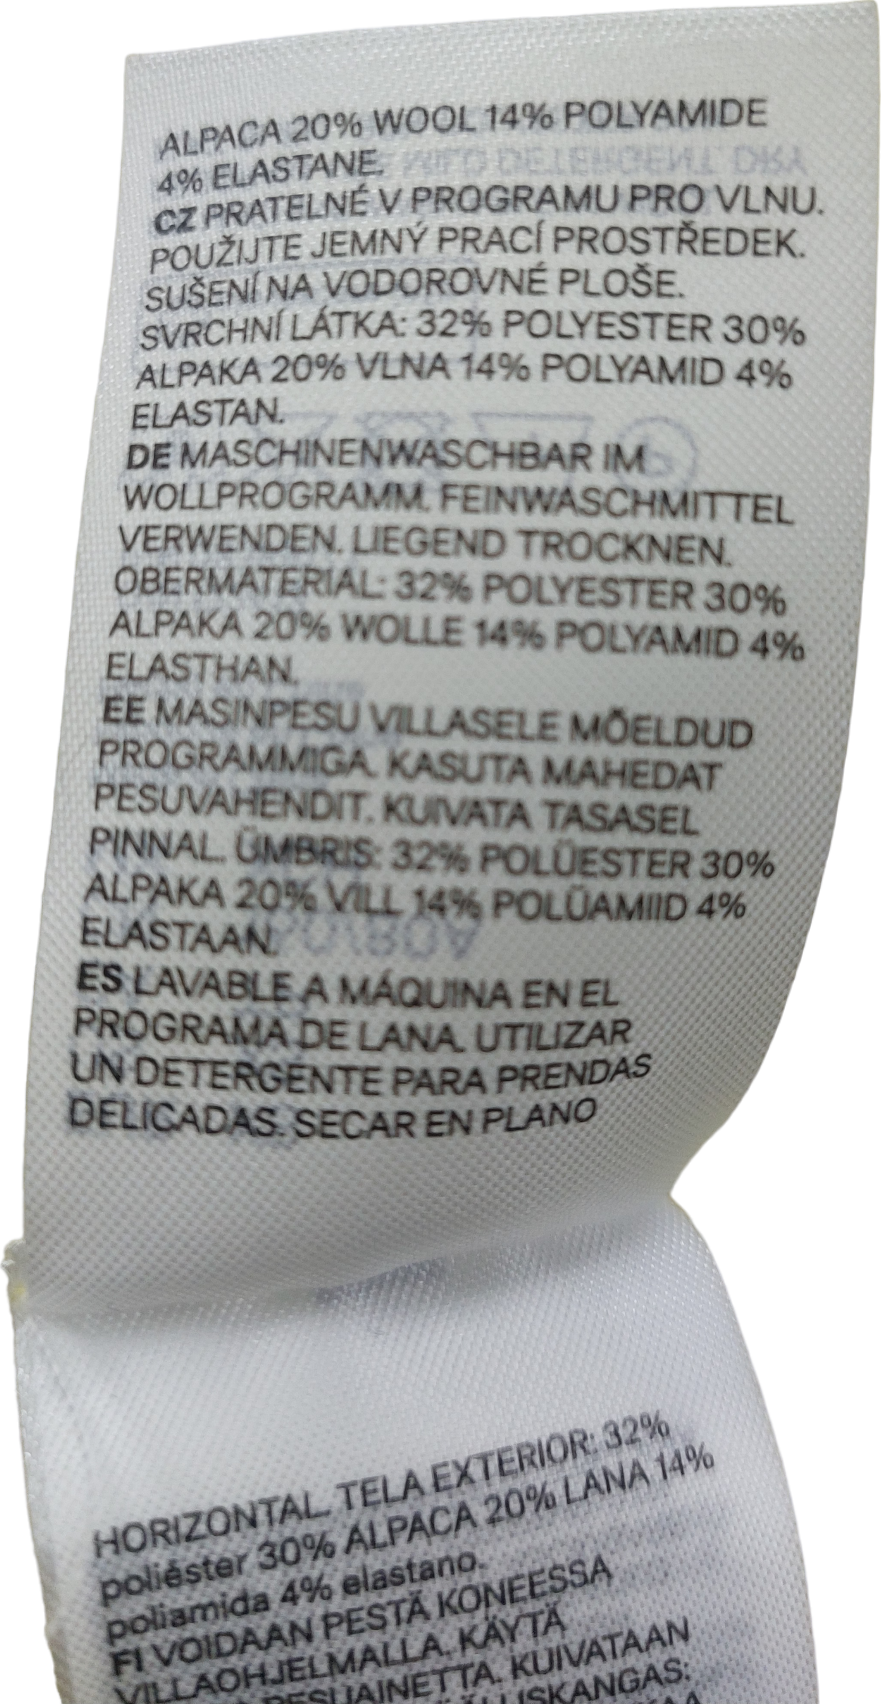 ALPACA 20% WOOL 14% POLYAMIDE
4% ELASTANE.
CZ PRATELNÉ V PROGRAMU PRO VLNU.
POUŽIJTE JEMNÝ PRACÍ PROSTŘEDEK.
SUŠENÍ NA VODOROVNÉ PLOŠE.
SVRCHNÍ LÁTKA: 32% POLYESTER 30%
ALPAKA 20% VLNA 14% POLYAMID 4%
ELASTAN.
DE MASCHINENWASCHBAR IM
WOLLPROGRAMM. FEINWASCHMITTEL
VERWENDEN. LIEGEND TROCKNEN.
OBERMATERIAL: 32% POLYESTER 30%
ALPAKA 20% WOLLE 14% POLYAMID 4%
ELASTHAN.
EE MASINPESU VILLASELE MÕELDUD
PROGRAMMIGA. KASUTA MAHEDAT
PESUVAHENDIT. KUIVATA TASASEL
PINNAL. ÜMBRIS: 32% POLÜESTER 30%
ALPAKA 20% VILL 14% POLÜAMIID 4%
ELASTAAN.
ES LAVABLE A MÁQUINA EN EL
PROGRAMA DE LANA. UTILIZAR
UN DETERGENTE PARA PRENDAS
DELICADAS. SECAR EN PLANO
HORIZONTAL. TELA EXTERIOR: 32%
poliéster 30% ALPACA 20% LANA 14%
poliamida 4% elastano.
FI VOIDAAN PESTÄ KONEESSA
VILLAOHJELMALLA. KÄYTÄ
PESUAINETTA. KUIVATAAN